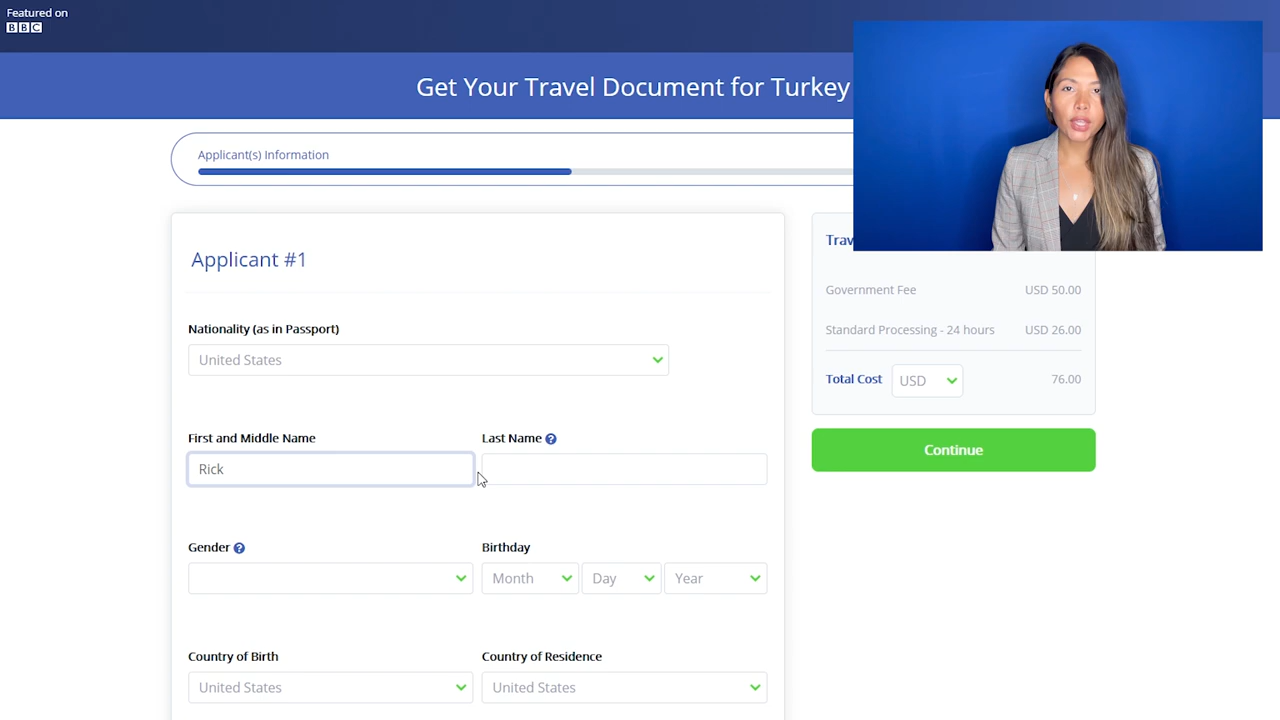 Featured on
BBC
Get Your Travel Document for Turkey
Applicant(s) Information
Applicant #1
Nationality (as in Passport)
United States
First and Middle Name
Last Name ?
Rick
Gender ?
Birthday
Month
Day
Year
Country of Birth
Country of Residence
United States
United States
Trav
Government Fee USD 50.00
Standard Processing - 24 hours USD 26.00
Total Cost USD 76.00
Continue